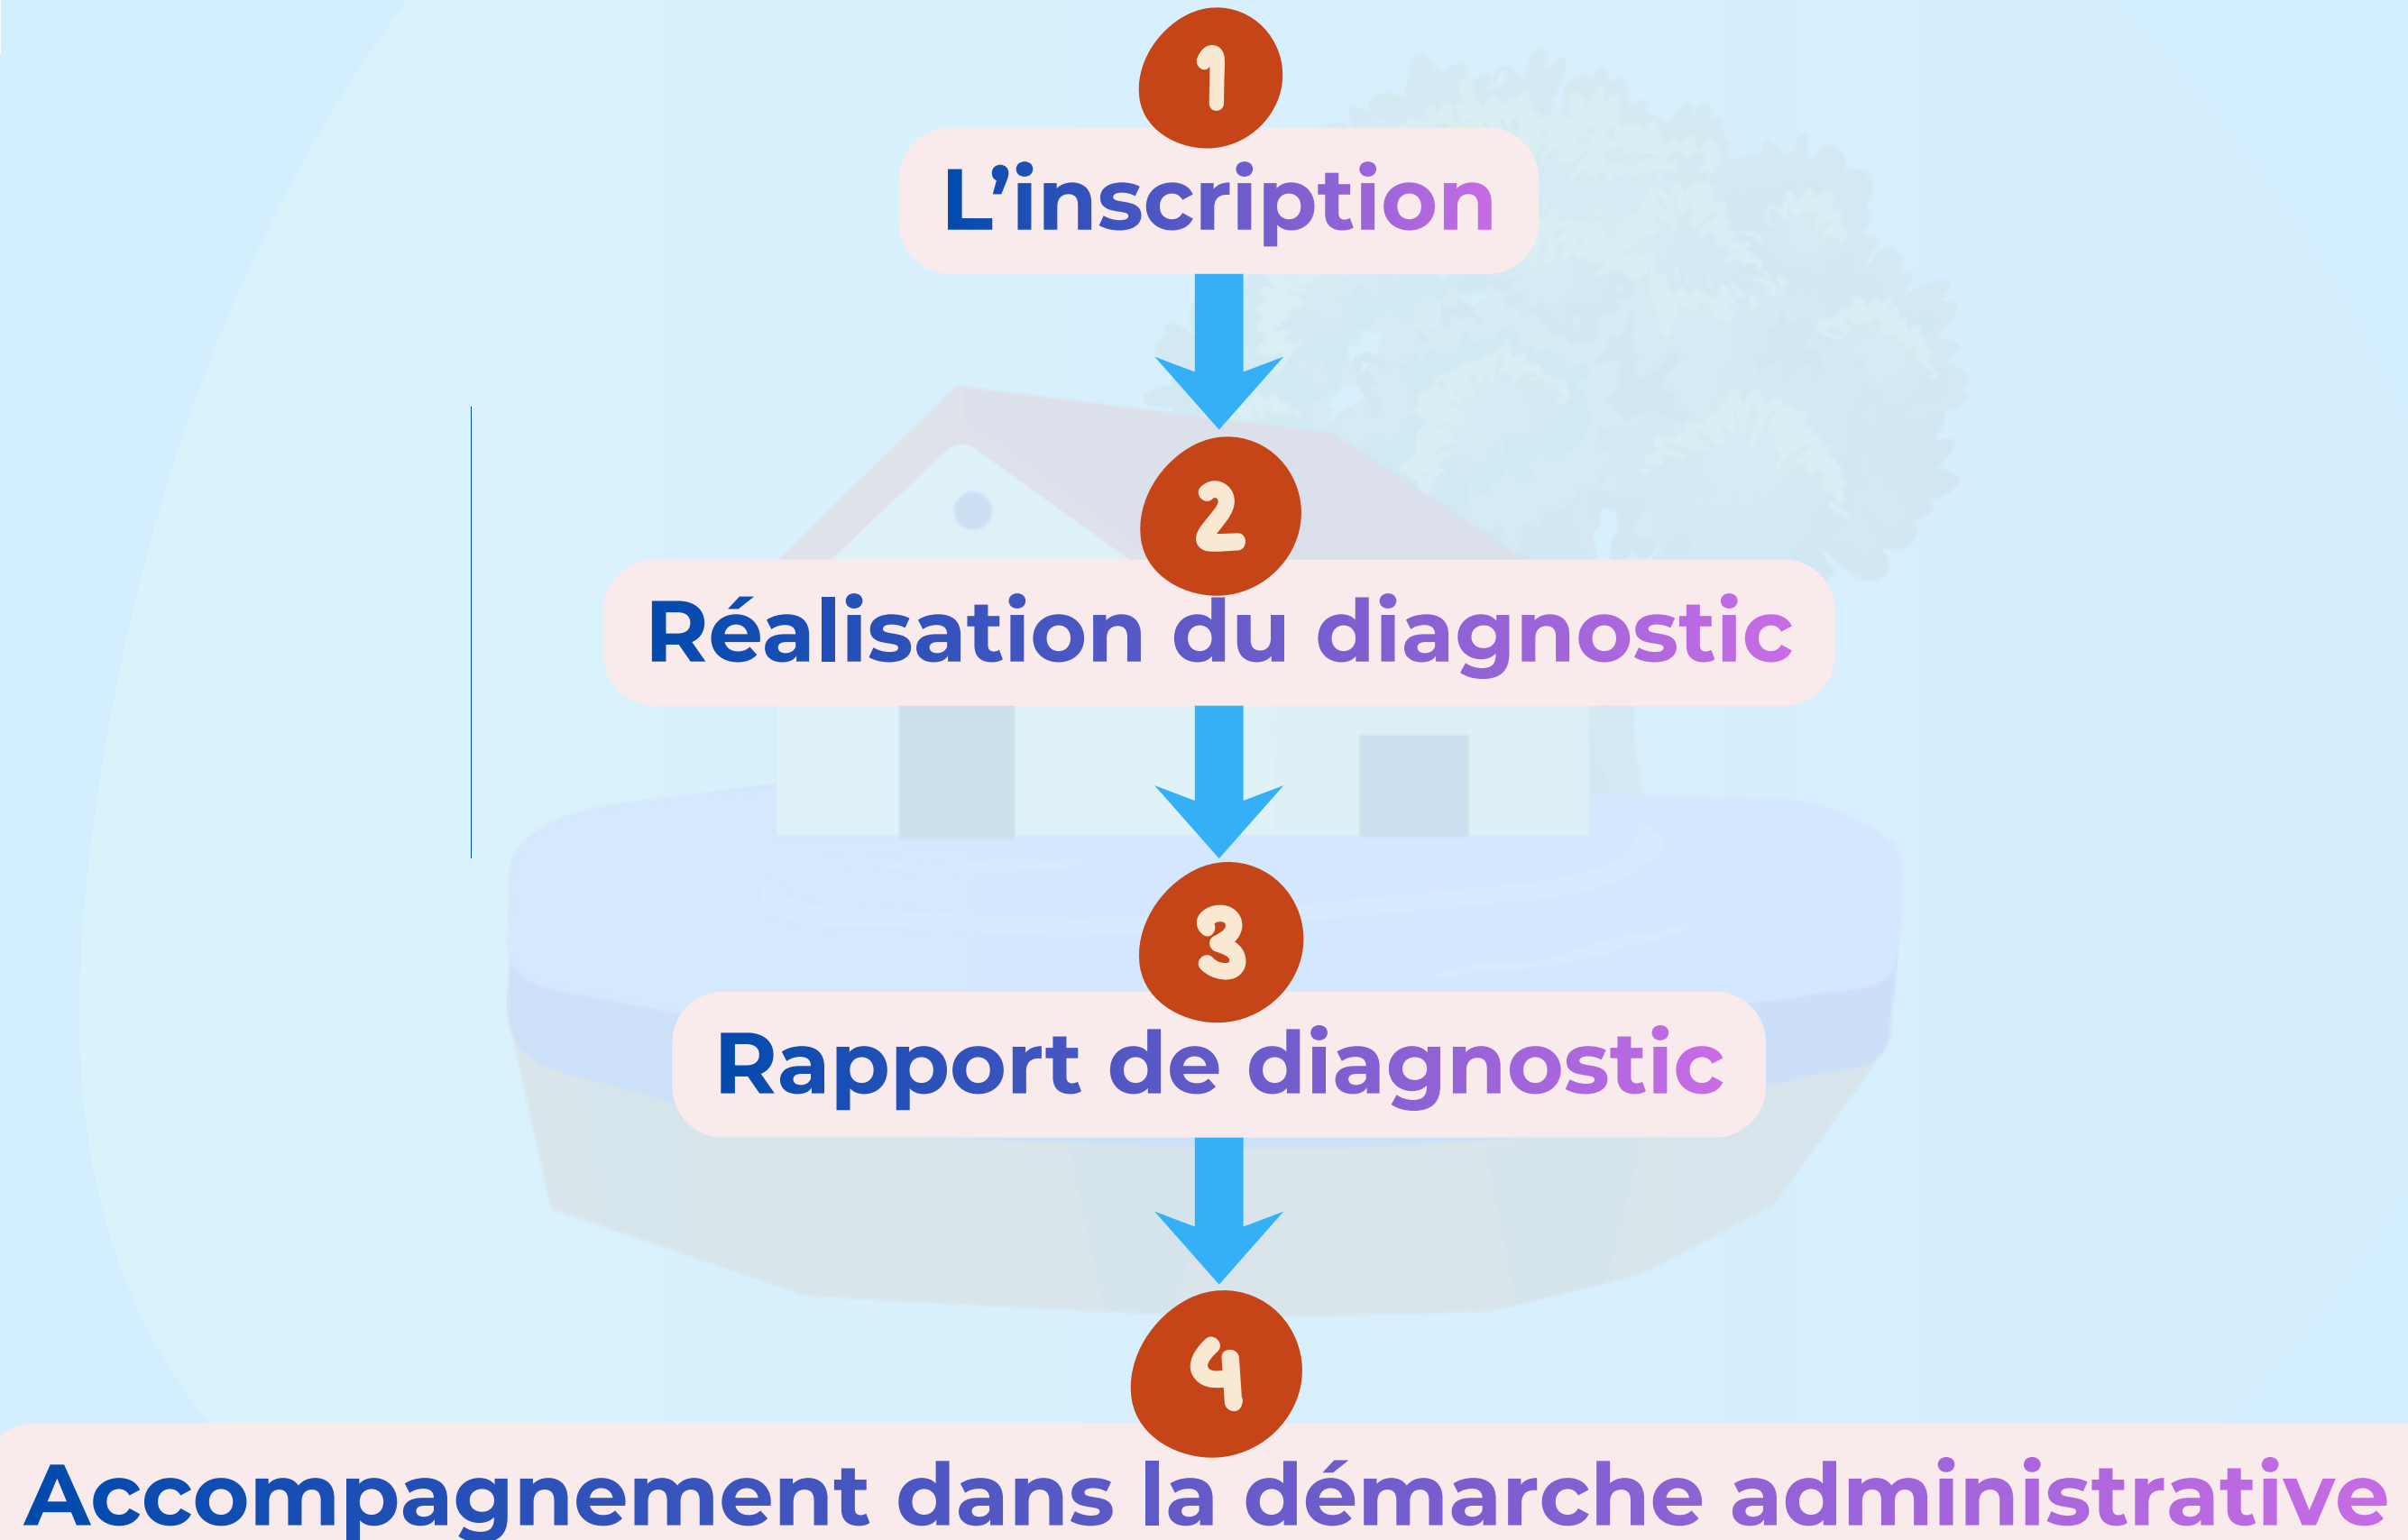 1
L'inscription
2
Réalisation du diagnostic
3
Rapport de diagnostic
4
Accompagnement dans la démarche administrative